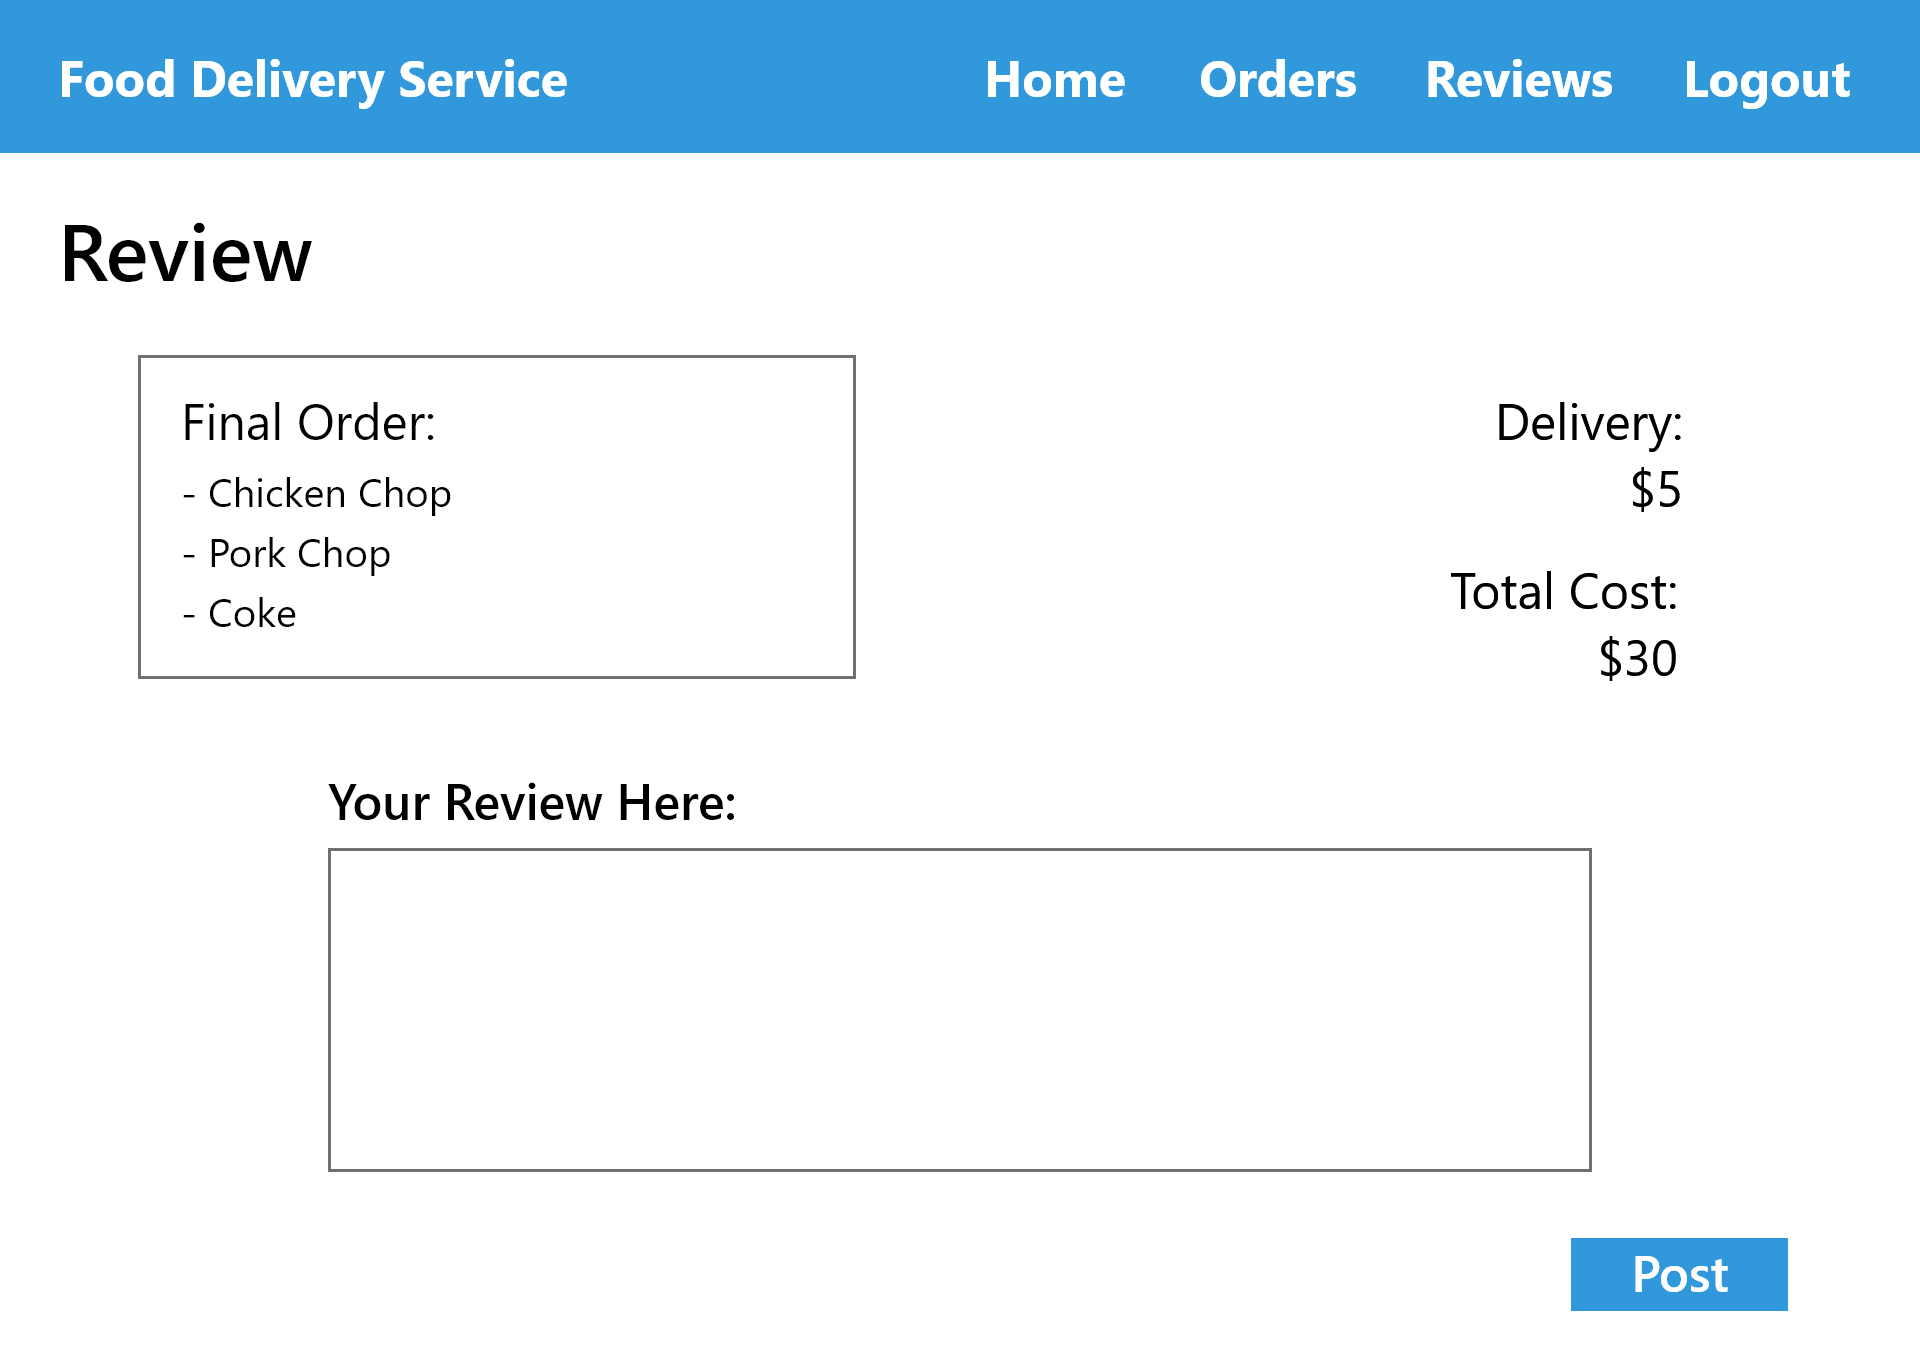 Food Delivery Service Home Orders Reviews Logout
Review
Final Order:
- Chicken Chop
- Pork Chop
- Coke
Delivery:
$5
Total Cost:
$30
Your Review Here:
Post